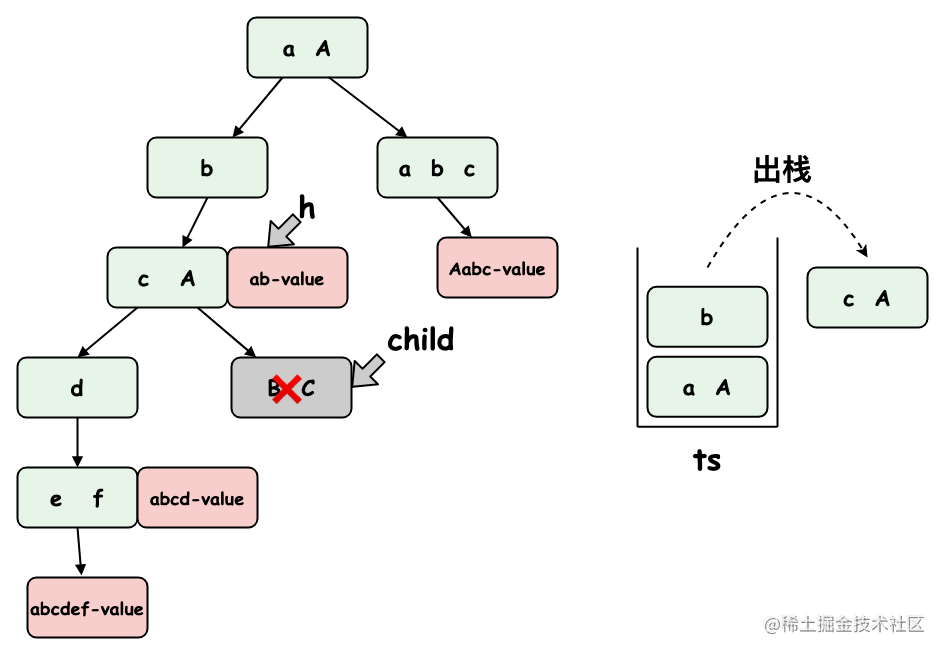 a A
b
a b c
出栈
h
c A
ab-value
Aabc-value
b
c A
child
d
B C
a A
ts
e f
abcd-value
abcdef-value
@稀土掘金技术社区